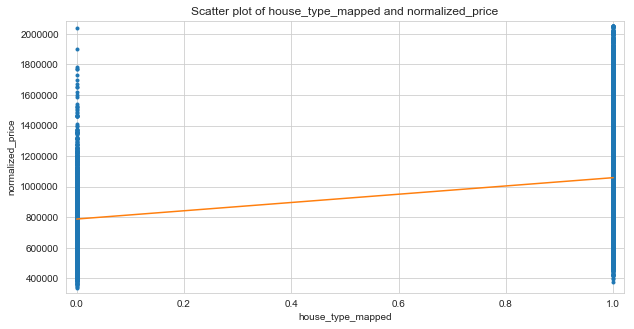 Scatter plot of house_type_mapped and normalized_price
normalized_price
2000000
1800000
1600000
1400000
1200000
1000000
800000
600000
400000
0.0 0.2 0.4 0.6 0.8 1.0
house_type_mapped